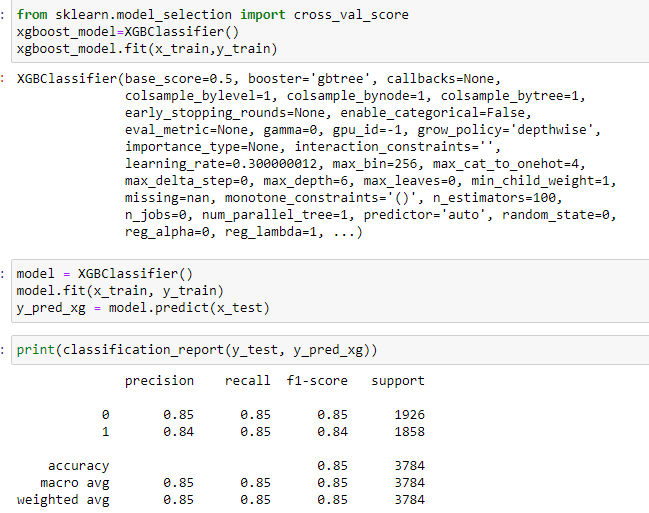 from sklearn.model_selection import cross_val_score
xgboost_model=XGBClassifier()
xgboost_model.fit(x_train,y_train)
XGBClassifier(base_score=0.5, booster='gbtree', callbacks=None,
colsample_bylevel=1, colsample_bynode=1, colsample_bytree=1,
early_stopping_rounds=None, enable_categorical=False,
eval_metric=None, gamma=0, gpu_id=-1, grow_policy='depthwise',
importance_type=None, interaction_constraints='',
learning_rate=0.300000012, max_bin=256, max_cat_to_onehot=4,
max_delta_step=0, max_depth=6, max_leaves=0, min_child_weight=1,
missing=nan, monotone_constraints='()', n_estimators=100,
n_jobs=0, num_parallel_tree=1, predictor='auto', random_state=0,
reg_alpha=0, reg_lambda=1, ...)
model = XGBClassifier()
model.fit(x_train, y_train)
y_pred_xg = model.predict(x_test)
print(classification_report(y_test, y_pred_xg))
precision recall f1-score support
0 0.85 0.85 0.85 1926
1 0.84 0.85 0.84 1858
accuracy 0.85 3784
macro avg 0.85 0.85 0.85 3784
weighted avg 0.85 0.85 0.85 3784